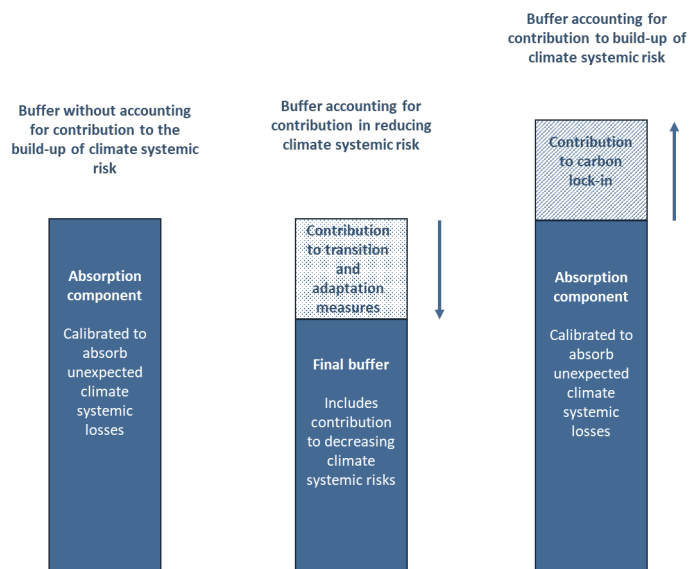 Buffer without accounting
for contribution to the
build-up of climate systemic
risk
Absorption
component
Calibrated to
absorb
unexpected
climate
systemic
losses
Buffer accounting for
contribution in reducing
climate systemic risk
Contribution
to transition
and
adaptation
measures
Final buffer
Includes
contribution
to decreasing
climate
systemic risks
Buffer accounting for
contribution to build-up of
climate systemic risk
Contribution
to carbon
lock-in
Absorption
component
Calibrated to
absorb
unexpected
climate
systemic
losses